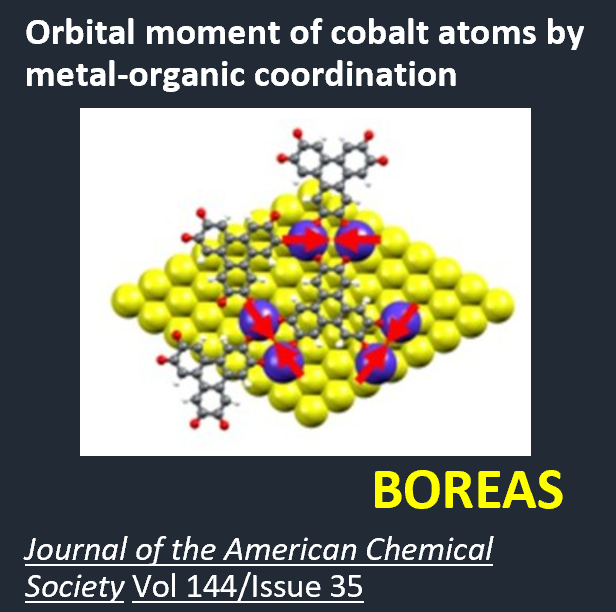 Orbital moment of cobalt atoms by
metal-organic coordination
BOREAS
Journal of the American Chemical
Society Vol 144/Issue 35